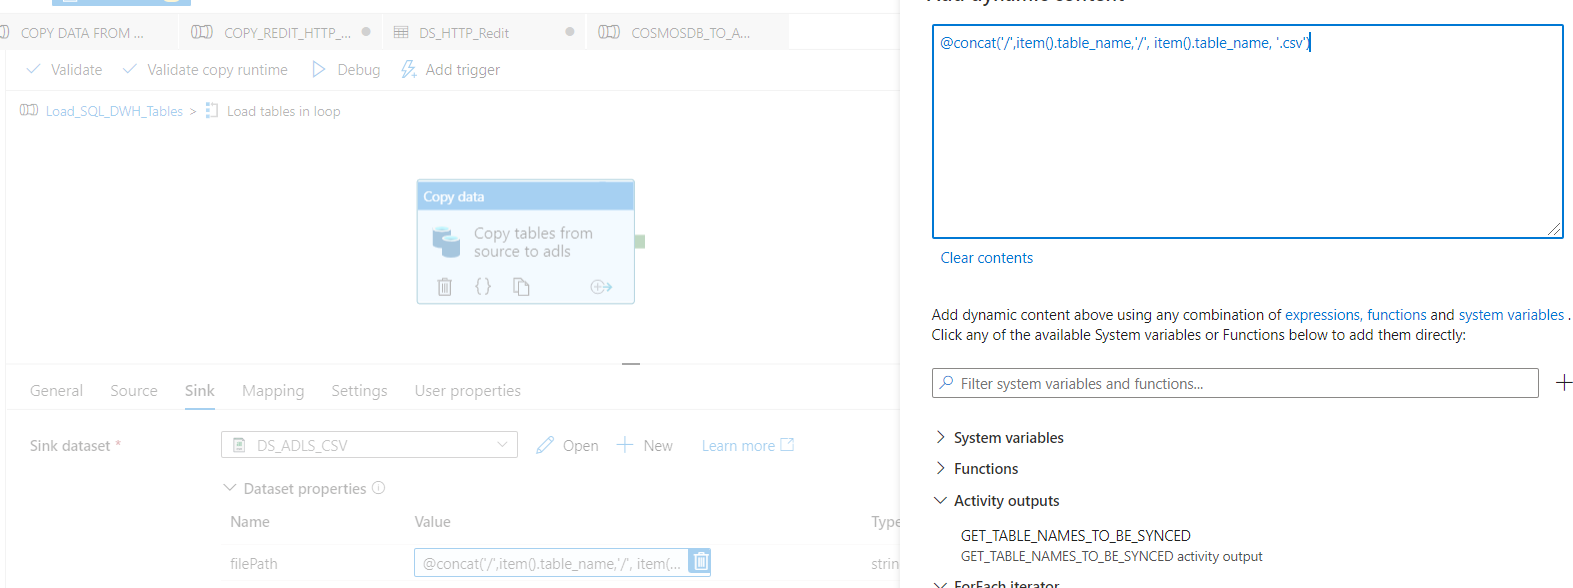 Add dynamic content
COPY DATA FROM ...
COPY_REDIT_HTTP_...
DS_HTTP_Redit
COSMOSDB_TO_A...
@concat('/',item().table_name,'/', item().table_name, '.csv')
Validate
Validate copy runtime
Debug
Add trigger
Load_SQL_DWH_Tables > Load tables in loop
Copy data
Copy tables from
source to adls
{}
Clear contents
Add dynamic content above using any combination of expressions, functions and system variables .
Click any of the available System variables or Functions below to add them directly:
General
Source
Sink
Mapping
Settings
User properties
Filter system variables and functions...
Sink dataset *
DS_ADLS_CSV
Open
New
Learn more
System variables
Functions
Dataset properties
Activity outputs
Name
Value
Type
GET_TABLE_NAMES_TO_BE_SYNCED
GET_TABLE_NAMES_TO_BE_SYNCED activity output
filePath
@concat('/',item().table_name,'/', item(...
strin
ForEach iterator